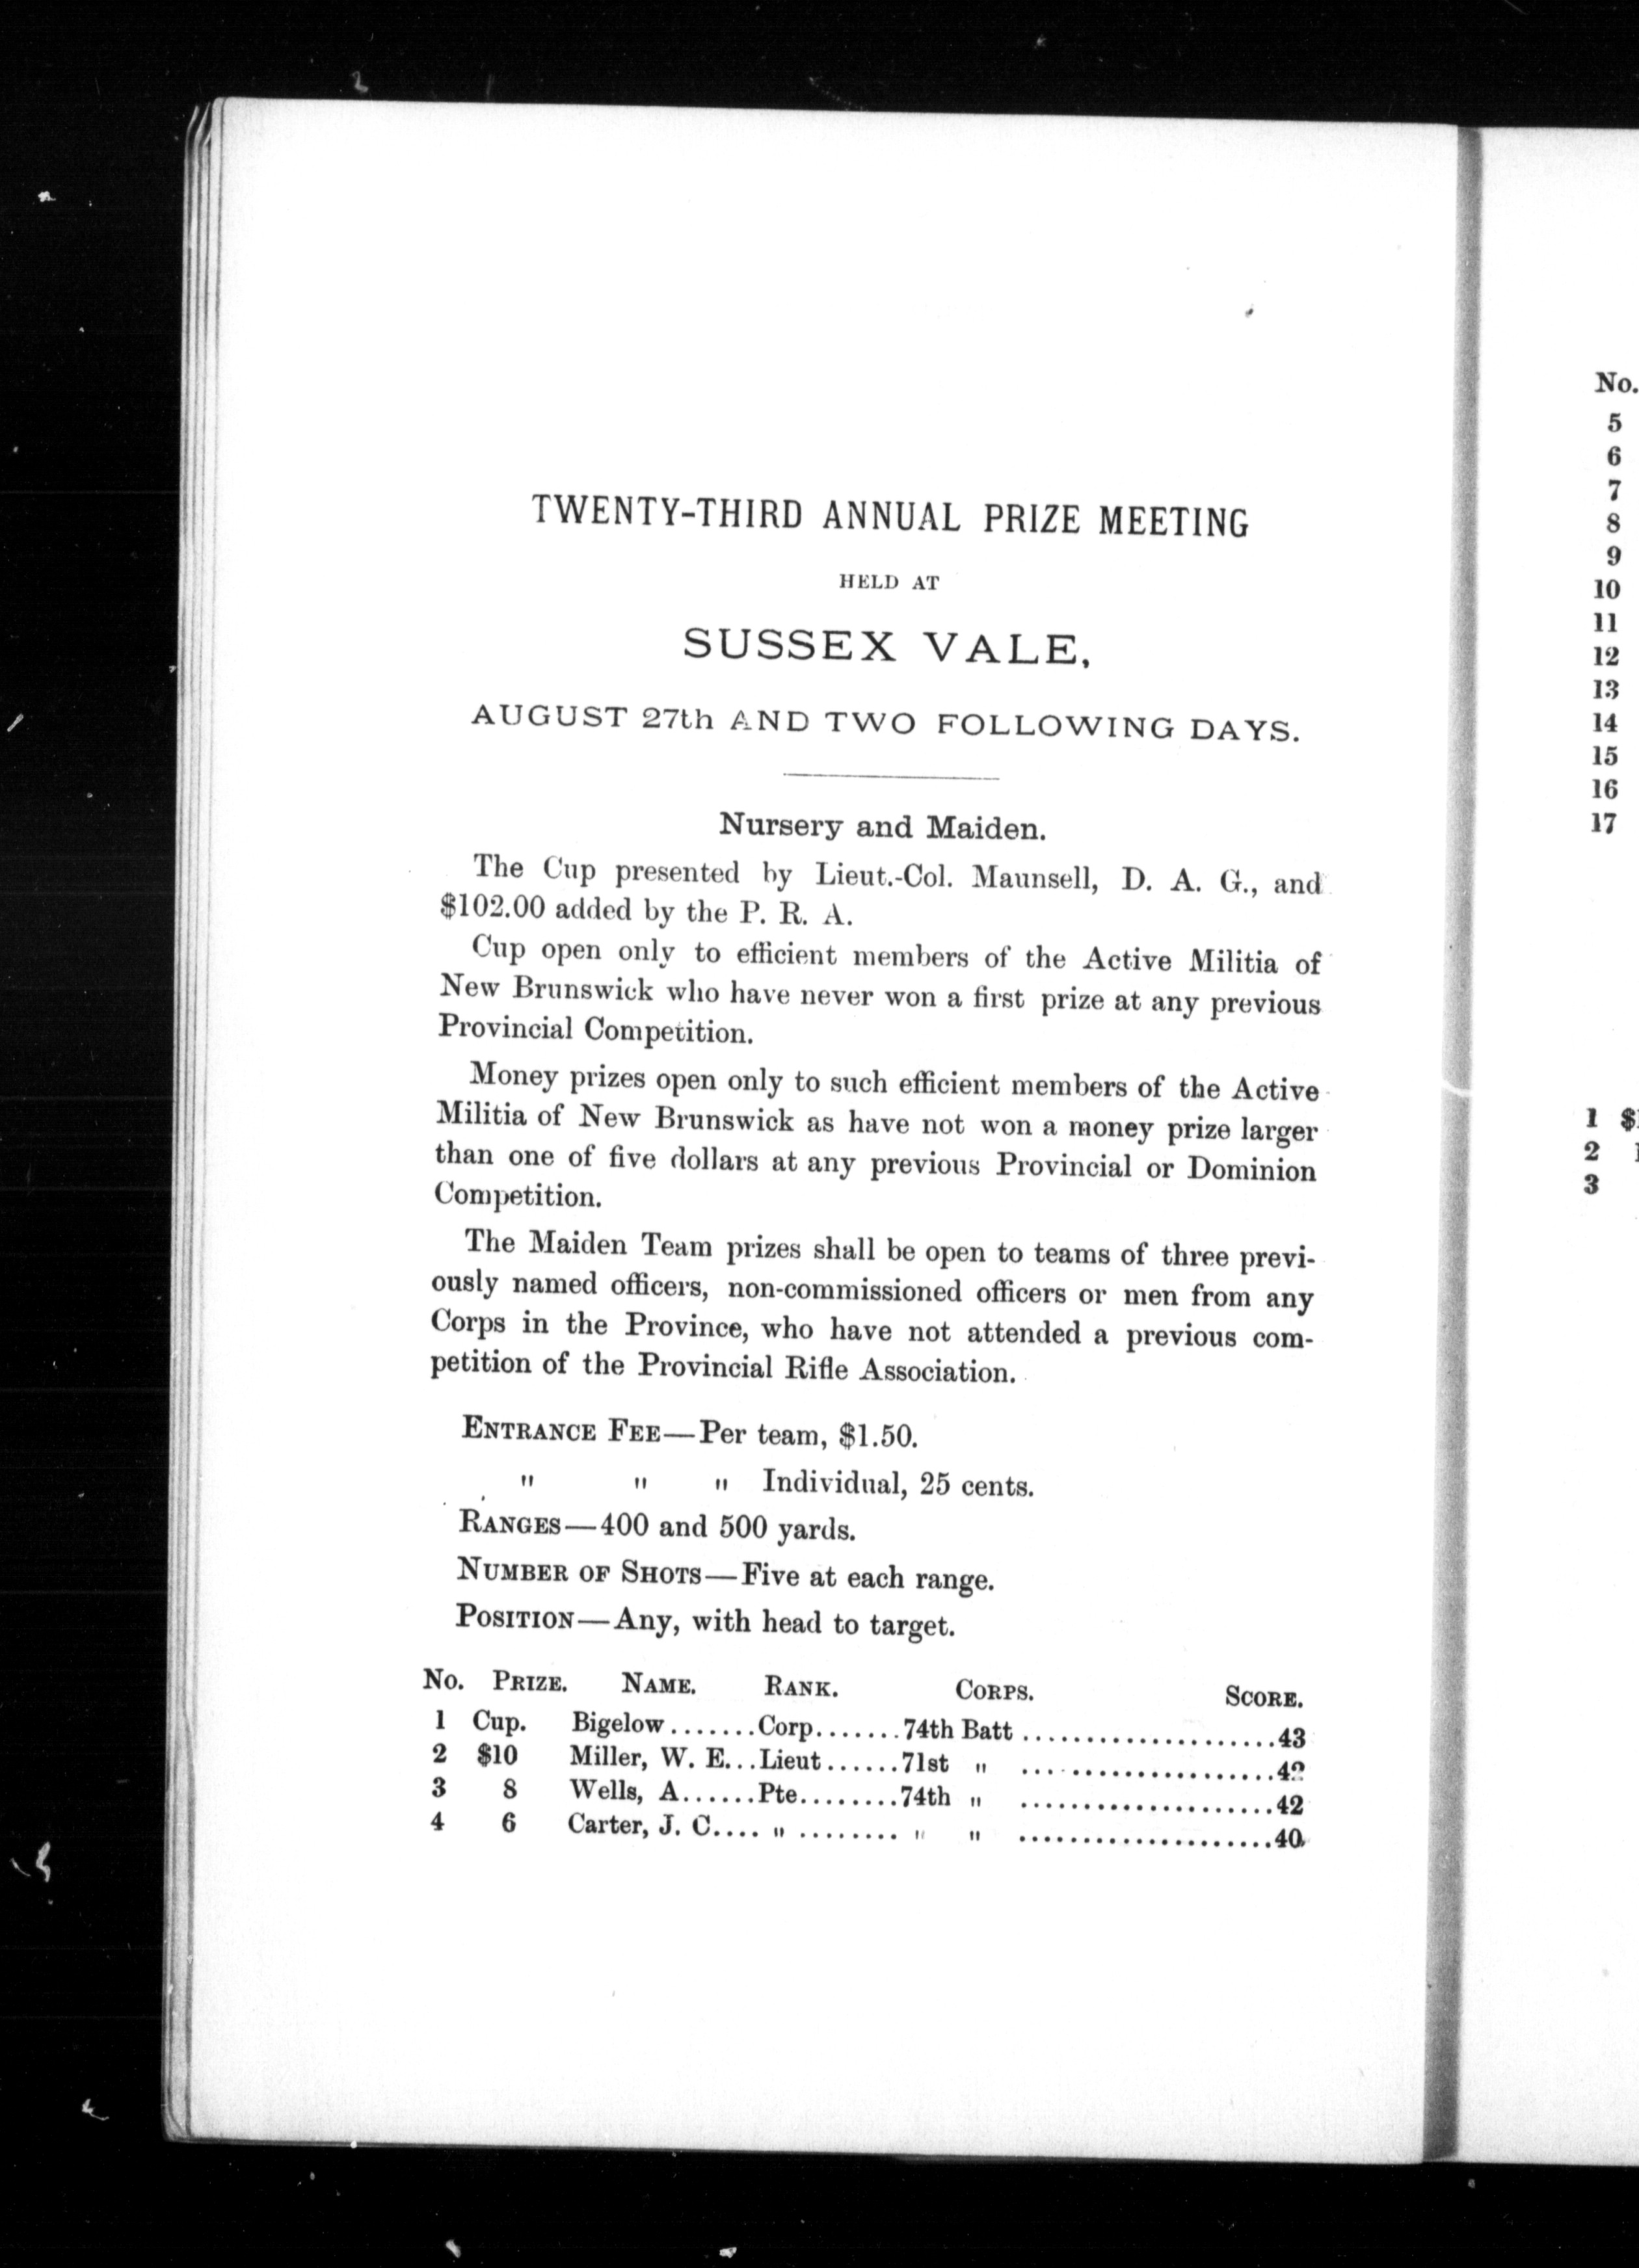 TWENTY-THIRD ANNUAL PRIZE MEETING
HELD AT
SUSSEX VALE,
AUGUST 27th AND TWO FOLLOWING DAYS.
Nursery and Maiden.
The Cup presented by Lieut.-Col. Maunsell, D. A. G., and
$102.00 added by the P. R. A.
Cup open only to efficient members of the Active Militia of
New Brunswick who have never won a first prize at any previous
Provincial Competition.
Money prizes open only to such efficient members of the Active
Militia of New Brunswick as have not won a money prize larger
than one of five dollars at any previous Provincial or Dominion
Competition.
The Maiden Team prizes shall be open to teams of three previ-
ously named officers, non-commissioned officers or men from any
Corps in the Province, who have not attended a previous com-
petition of the Provincial Rifle Association.
ENTRANCE FEE—Per team, $1.50.
" " " Individual, 25 cents.
RANGES—400 and 500 yards.
NUMBER OF SHOTS—Five at each range.
POSITION—Any, with head to target.
No. PRIZE. NAME. RANK. CORPS. SCORE.
1 Cup. Bigelow.......Corp.......74th Batt.....................43
2 $10 Miller, W. E...Lieut......71st " .....................42
3 8 Wells, A......Pte........74th " .....................42
4 6 Carter, J. C.... " ........ " " .....................40
No.
5
6
7
8
9
10
11
12
13
14
15
16
17
1 $
2
3